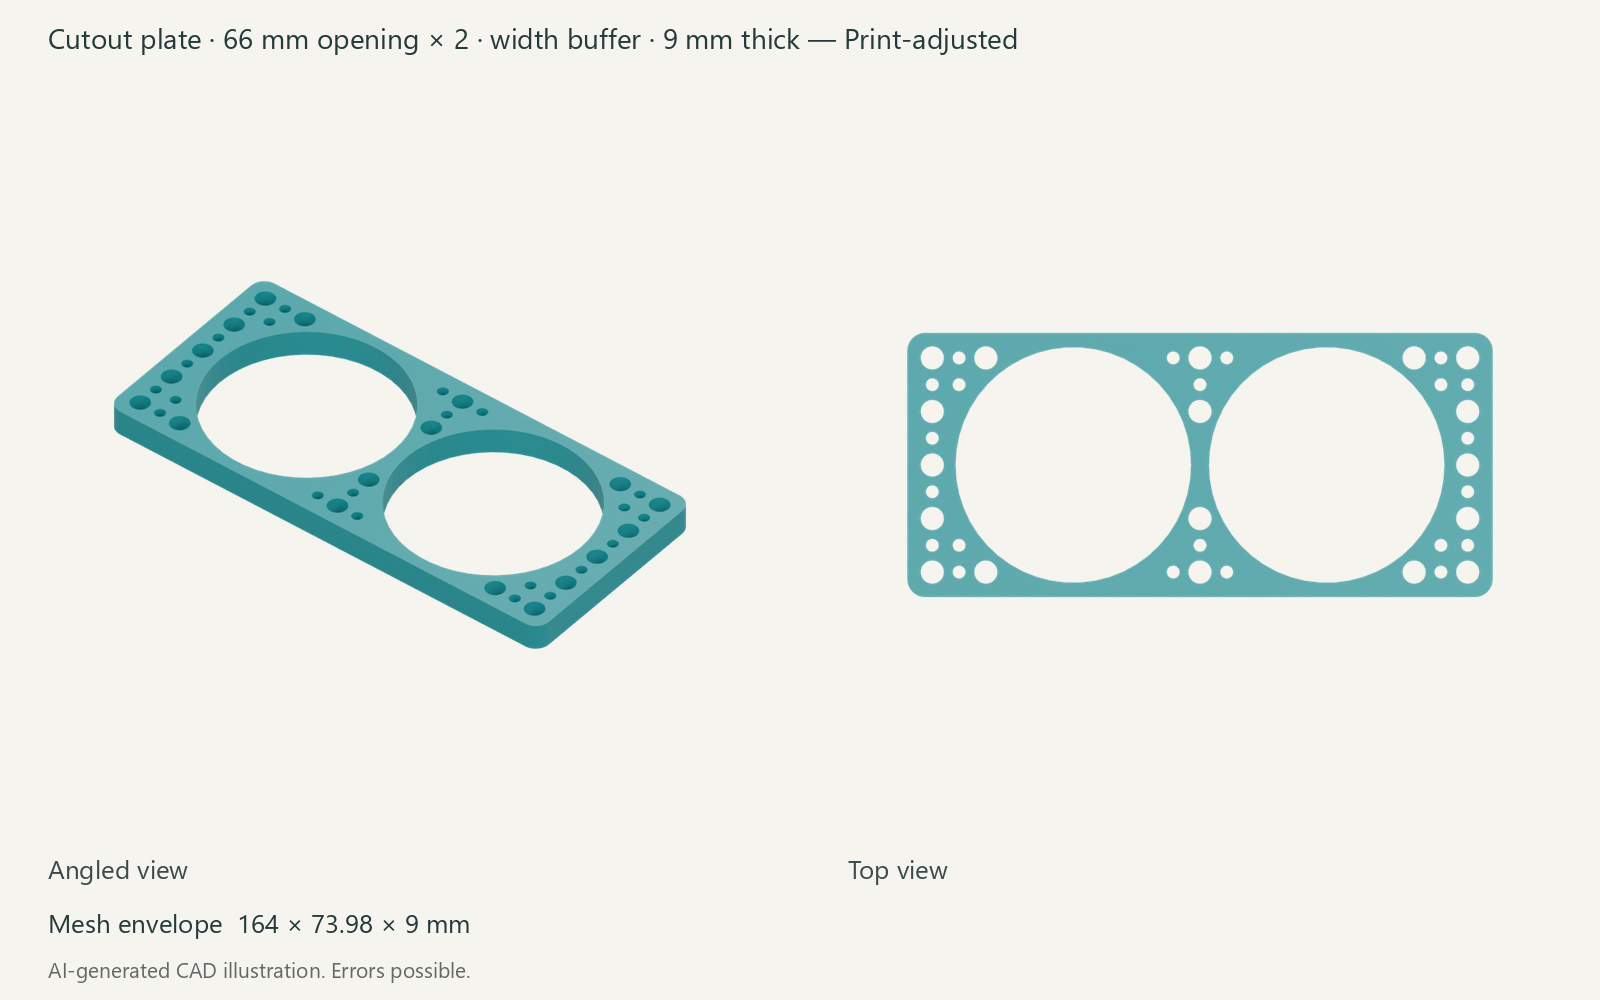 Cutout plate · 66 mm opening × 2 · width buffer · 9 mm thick — Print-adjusted
Angled view
Top view
Mesh envelope 164 × 73.98 × 9 mm
AI-generated CAD illustration. Errors possible.